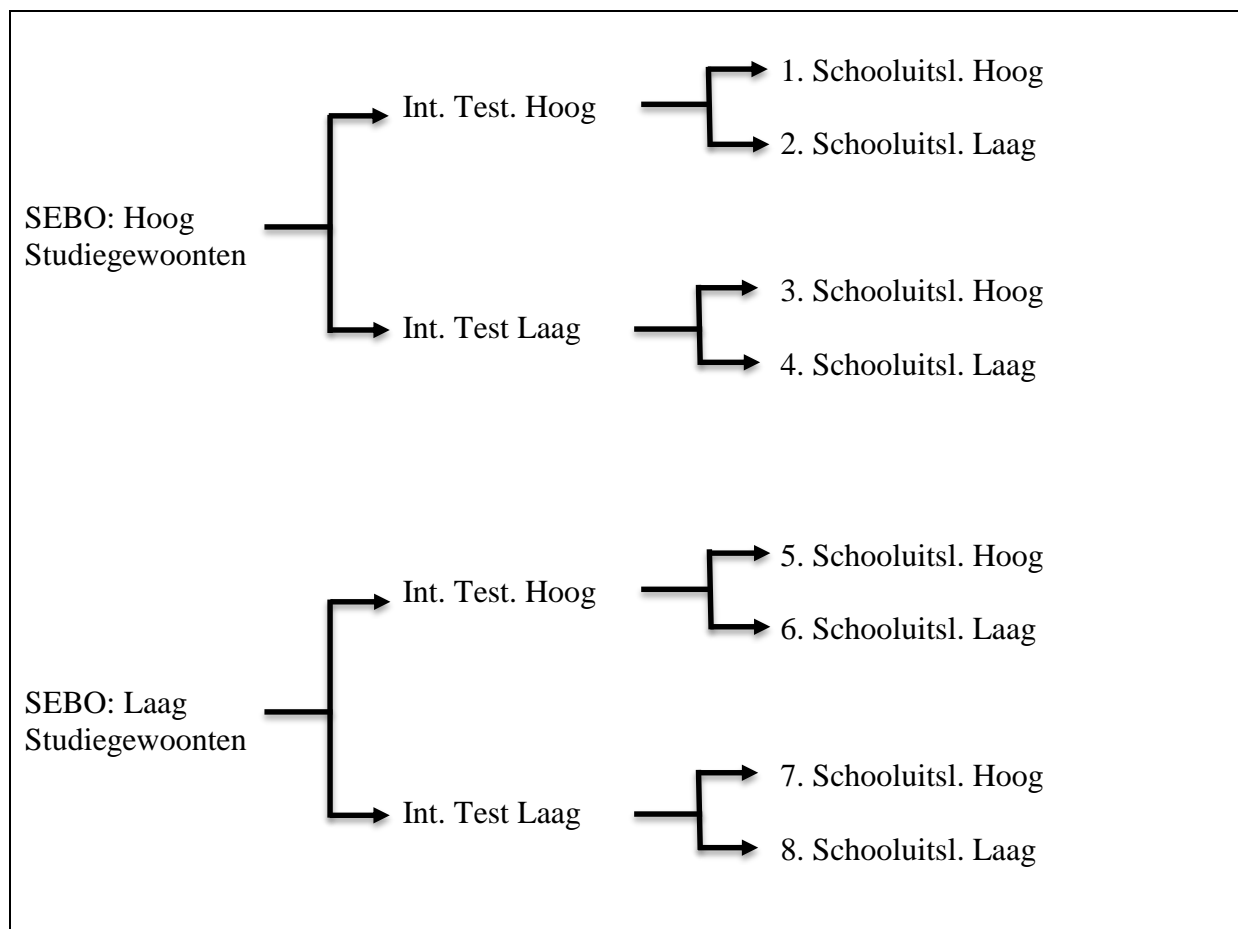 1. Schooluitsl. Hoog
Int. Test. Hoog
2. Schooluitsl. Laag
SEBO: Hoog
Studiegewoonten
3. Schooluitsl. Hoog
Int. Test Laag
4. Schooluitsl. Laag
5. Schooluitsl. Hoog
Int. Test. Hoog
6. Schooluitsl. Laag
SEBO: Laag
Studiegewoonten
7. Schooluitsl. Hoog
Int. Test Laag
8. Schooluitsl. Laag